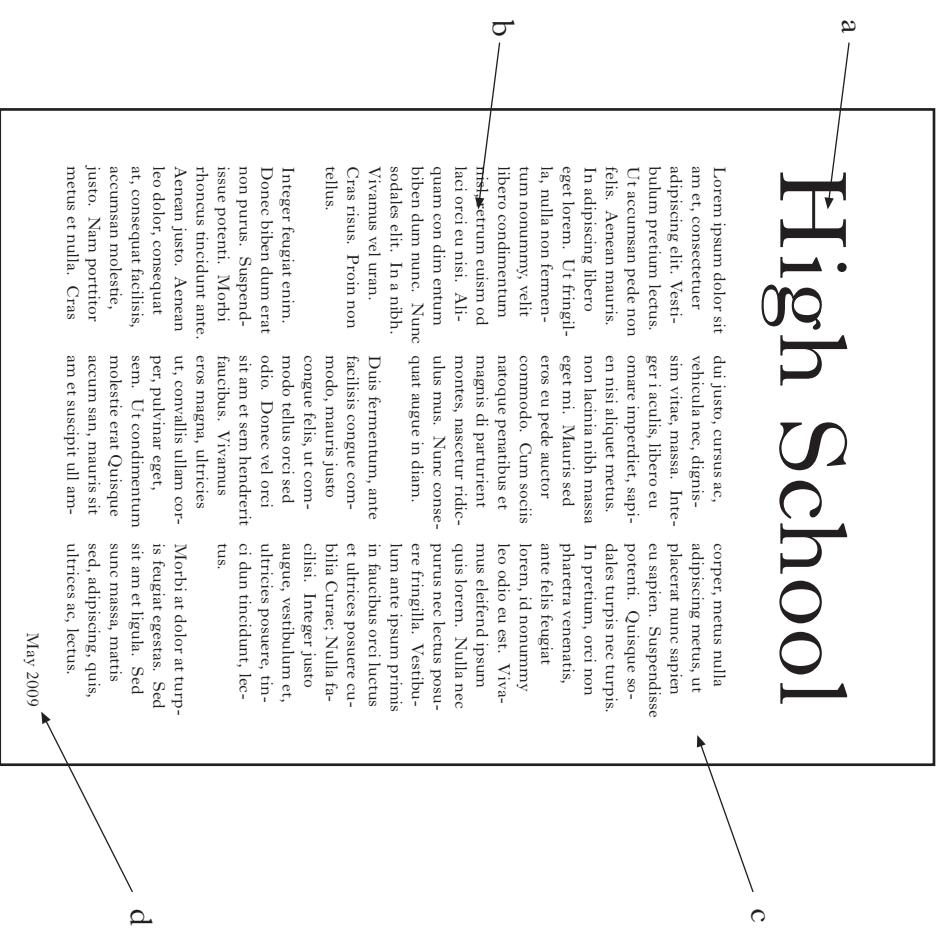 a
b
High School
Lorem ipsum dolor sit
am et, consectetuer
adipiscing elit. Vesti-
bulum pretium lectus.
Ut accumsan pede non
felis. Aenean mauris.
In adipiscing libero
eget lorem. Ut fringil-
la, nulla non fermen-
tum nonummy, velit
libero condimentum
nisl, retrum euism od
laci orci eu nisi. Ali-
quam con dim entum
biben dum nunc. Nunc
sodales elit. In a nibh.
Vivamus vel uran.
Cras risus. Proin non
tellus.
Integer feugiat enim.
Donec biben dum erat
non purus. Suspend-
issue potenti. Morbi
rhoncus tincidunt ante.
Aenean justo. Aenean
leo dolor, consequat
at, consequat facilisis,
accumsan molestie,
justo. Nam porttitor
metus et nulla. Cras
dui justo, cursus ac,
vehicula nec, dignis-
sim vitae, massa. Inte-
ger i aculis, libero eu
omare imperdiet, sapi-
en nisi aliquet metus.
non lacinia nibh massa
eget mi. Mauris sed
eros eu pede auctor
commodo. Cum sociis
natoque penatibus et
magnis di parturient
montes, nascetur ridic-
ulus mus. Nunc conse-
quat augue in diam.
Duis fermentum, ante
facilisis congue com-
modo, mauris justo
congue felis, ut com-
modo tellus orci sed
odio. Donec vel orci
sit am et sem hendrerit
faucibus. Vivamus
eros magna, ultricies
ut, convallis ullam cor-
per, pulvinar eget,
sem. Ut condimentum
molestie erat Quisque
accum san, mauris sit
am et suscipit ull am-
corper, metus nulla
adipiscing metus, ut
placerat nunc sapien
eu sapien. Suspendisse
potenti. Quisque so-
dales turpis nec turpis.
In pretium, orci non
pharetra venenatis,
ante felis feugiat
lorem, id nonummy
leo odio eu est. Viva-
mus eleifend ipsum
quis lorem. Nulla nec
purus nec lectus posu-
ere fringilla. Vestibu-
lum ante ipsum primis
in faucibus orci luctus
et ultrices posuere cu-
bilia Curae; Nulla fa-
cilisi. Integer justo
augue, vestibulum et,
ultricies posuere, tin-
ci dun tincidunt, lec-
tus.
Morbi at dolor at turp-
is feugiat egestas. Sed
sit am et ligula. Sed
sunc massa, mattis
sed, adipiscing, quis,
ultrices ac, lectus.
May 2009
c
d